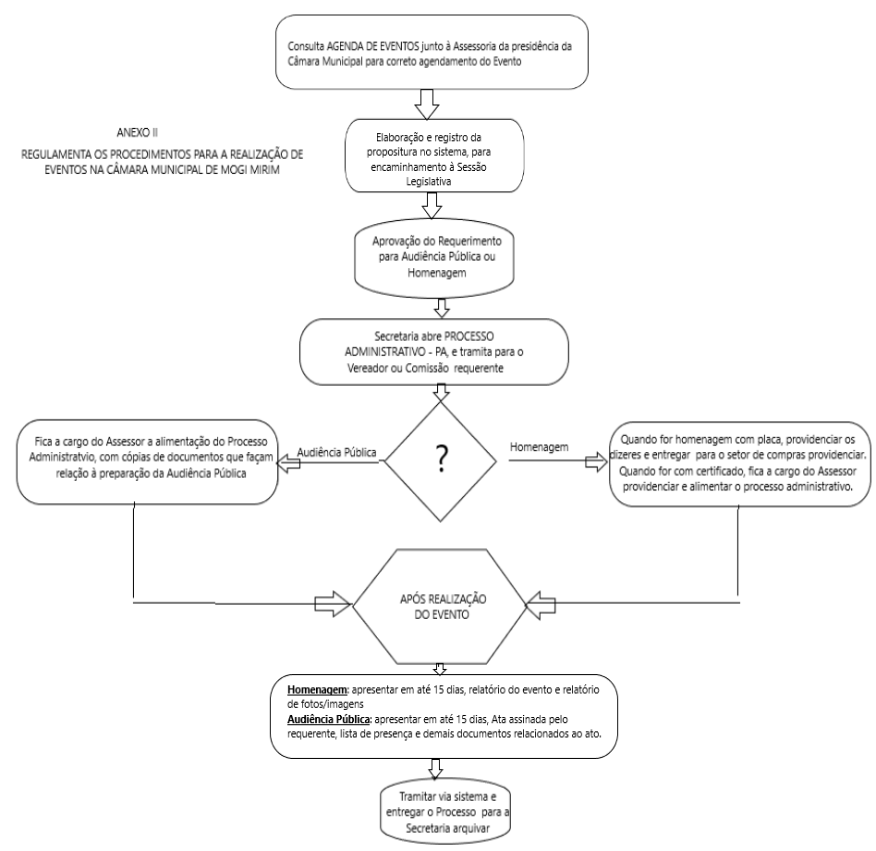 Consulta AGENDA DE EVENTOS junto à Assessoria da presidência da
Câmara Municipal para correto agendamento do Evento
ANEXO II
REGULAMENTA OS PROCEDIMENTOS PARA A REALIZAÇÃO DE
EVENTOS NA CÂMARA MUNICIPAL DE MOGI MIRIM
Elaboração e registro da
propositura no sistema, para
encaminhamento à Sessão
Legislativa
Aprovação do Requerimento
para Audiência Pública ou
Homenagem
Secretaria abre PROCESSO
ADMINISTRATIVO - PA, e tramita para o
Vereador ou Comissão requerente
Fica a cargo do Assessor a alimentação do Processo
Administratvio, com cópias de documentos que façam
relação à preparação da Audiência Pública
Audiência Pública
?
Homenagem
Quando for homenagem com placa, providenciar os
dizeres e entregar para o setor de compras providenciar.
Quando for com certificado, fica a cargo do Assessor
providenciar e alimentar o processo administrativo.
APÓS REALIZAÇÃO
DO EVENTO
Homenagem: apresentar em até 15 dias, relatório do evento e relatório
de fotos/imagens
Audiência Pública: apresentar em até 15 dias, Ata assinada pelo
requerente, lista de presença e demais documentos relacionados ao ato.
Tramitar via sistema e
entregar o Processo para a
Secretaria arquivar